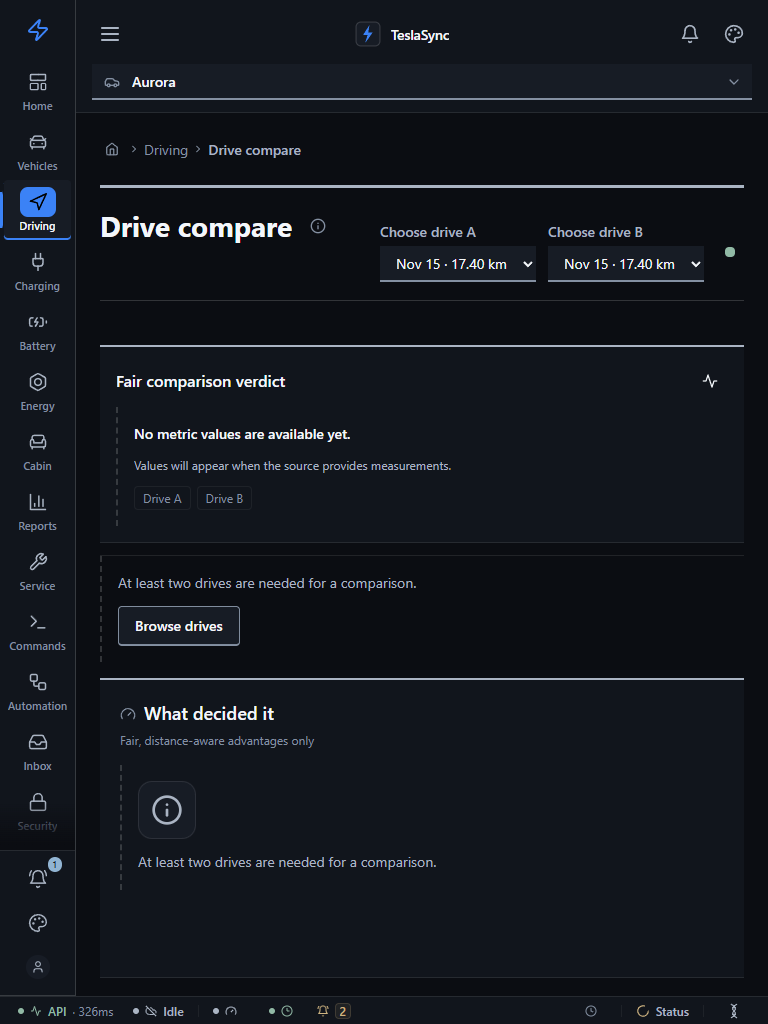 TeslaSync
Aurora
Home
Vehicles
Driving
Charging
Battery
Energy
Cabin
Reports
Service
Commands
Automation
Inbox
Security
1
Driving
Drive compare
Drive compare
Choose drive A
Choose drive B
Nov 15 · 17.40 km
Nov 15 · 17.40 km
Fair comparison verdict
No metric values are available yet.
Values will appear when the source provides measurements.
Drive A
Drive B
At least two drives are needed for a comparison.
Browse drives
What decided it
Fair, distance-aware advantages only
At least two drives are needed for a comparison.
API · 326ms
Idle
2
Status